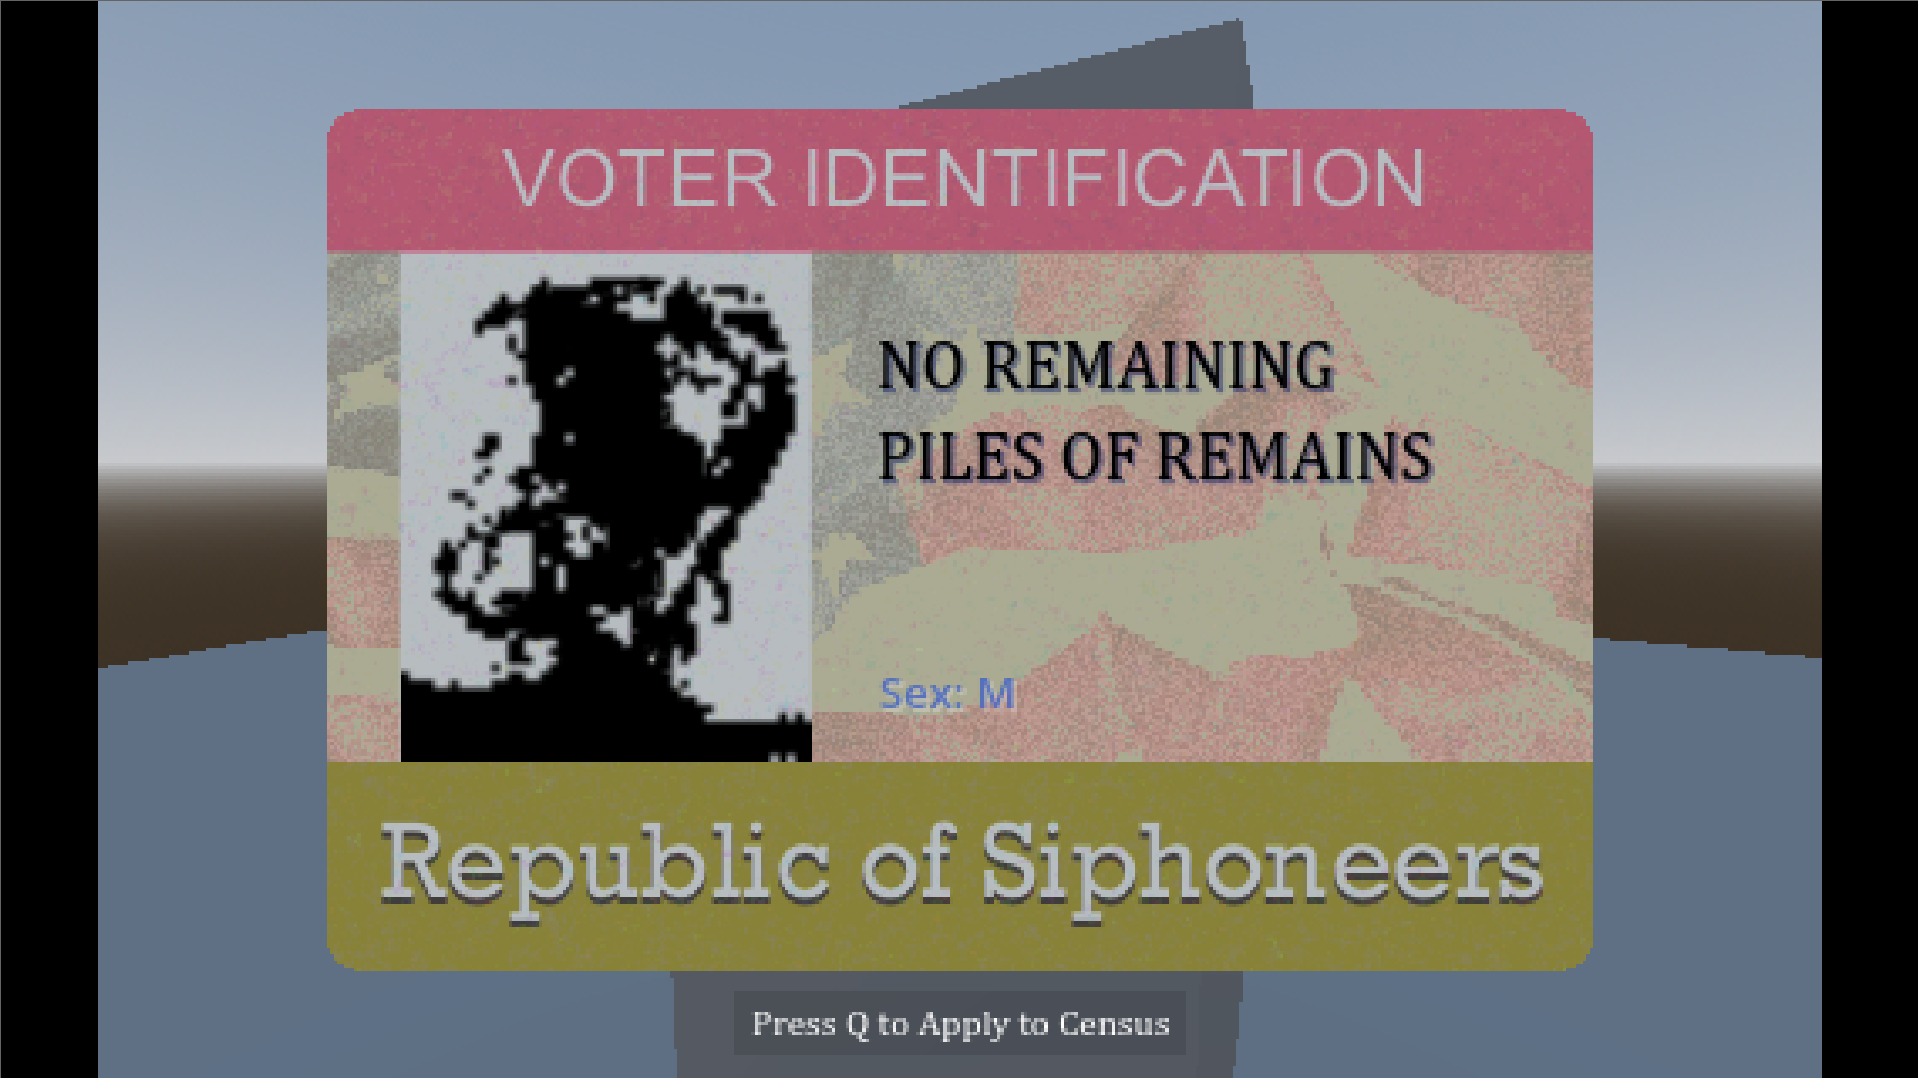 VOTER IDENTIFICATION
NO REMAINING
PILES OF REMAINS
Sex: M
Republic of Siphoneers
Press Q to Apply to Census